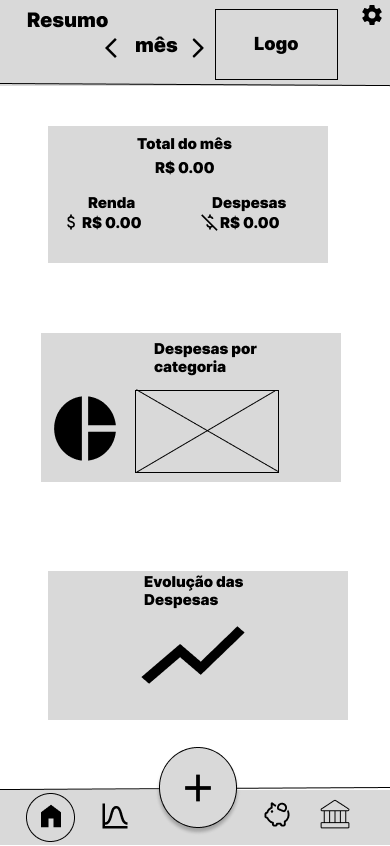 Resumo
mês
Logo
Total do mês
R$ 0.00
Renda
Despesas
R$ 0.00
R$ 0.00
Despesas por
categoria
Evolução das
Despesas